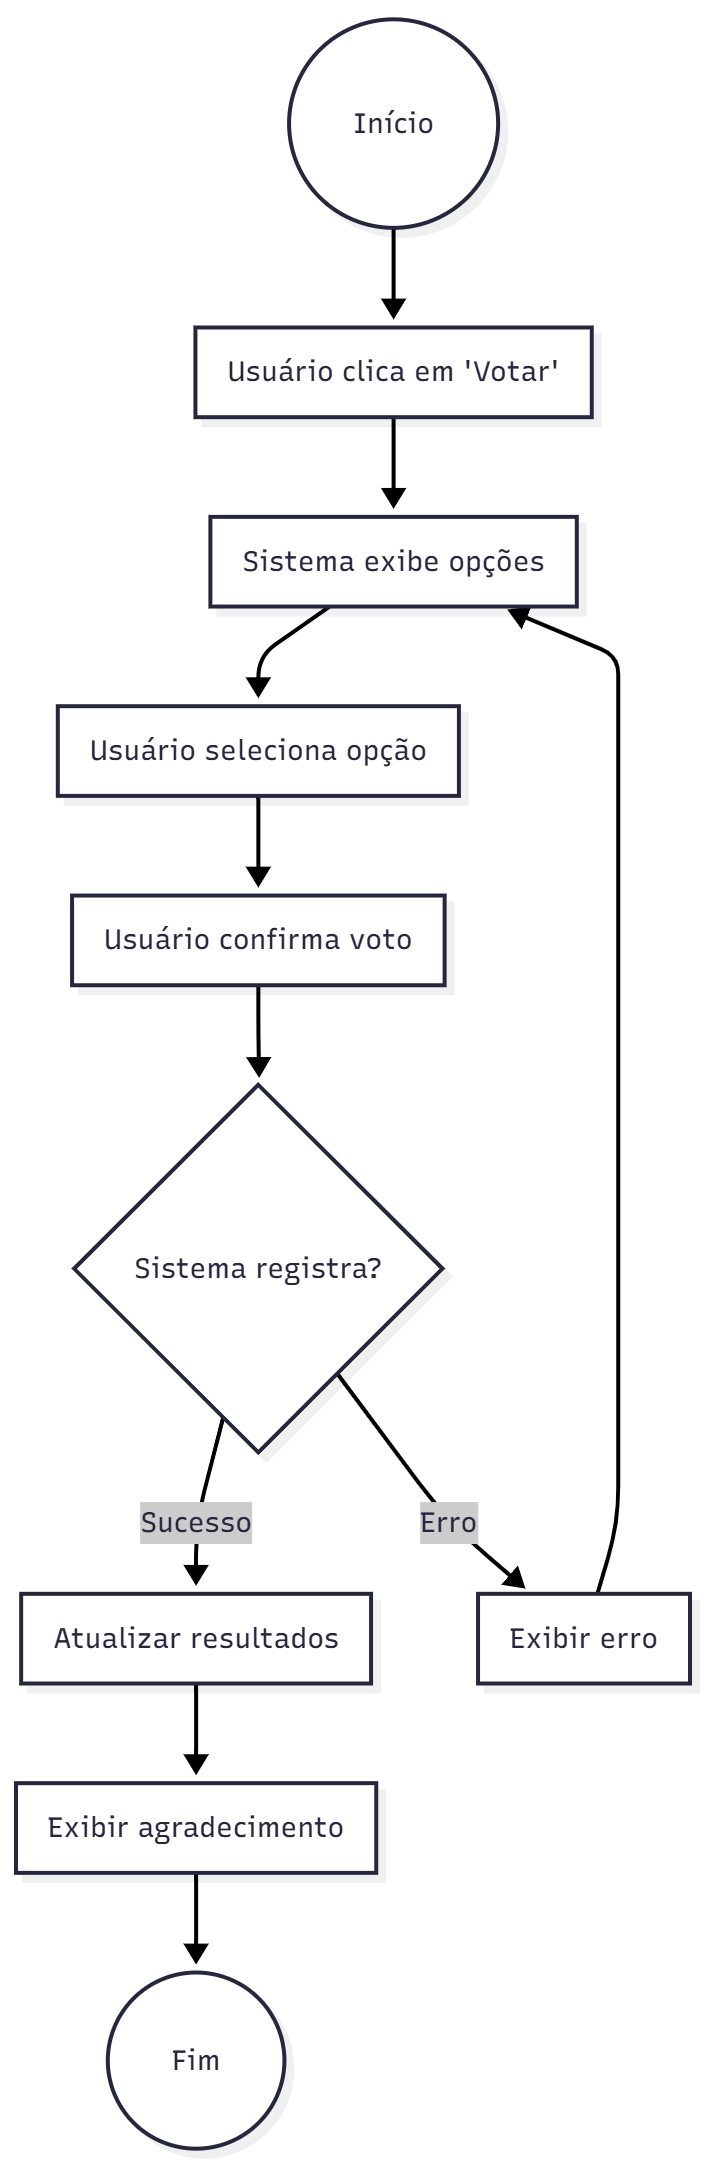 Início
Usuário clica em 'Votar'
Sistema exibe opções
Usuário seleciona opção
Usuário confirma voto
Sistema registra?
Sucesso
Erro
Atualizar resultados
Exibir erro
Exibir agradecimento
Fim